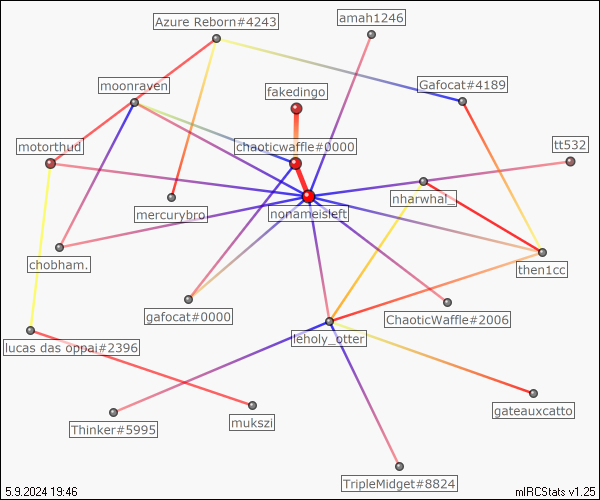 Azure Reborn#4243
amah1246
moonraven
fakedingo
Gafocat#4189
motorthud
chaoticwaffle#0000
tt532
mercurybro
nonameisleft
nharwhal_
chobham.
then1cc
gafocat#0000
ChaoticWaffle#2006
lucas das oppai#2396
leholy_otter
Thinker#5995
mukszi
gateauxcatto
TripleMidget#8824
5.9.2024 19:46
mIRCStats v1.25